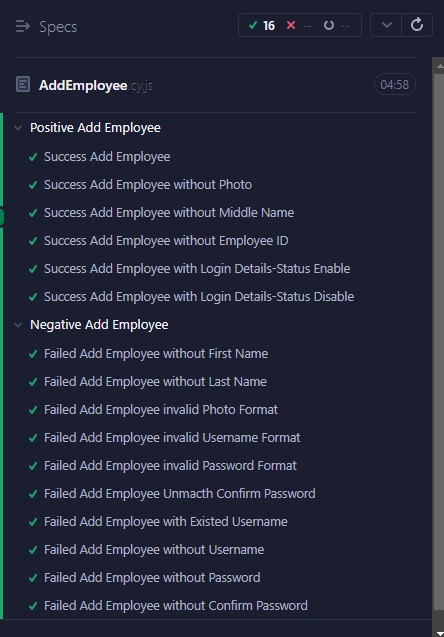 Specs
16 -- --
AddEmployee.cy.js
04:58
Positive Add Employee
Success Add Employee
Success Add Employee without Photo
Success Add Employee without Middle Name
Success Add Employee without Employee ID
Success Add Employee with Login Details-Status Enable
Success Add Employee with Login Details-Status Disable
Negative Add Employee
Failed Add Employee without First Name
Failed Add Employee without Last Name
Failed Add Employee invalid Photo Format
Failed Add Employee invalid Username Format
Failed Add Employee invalid Password Format
Failed Add Employee Unmacth Confirm Password
Failed Add Employee with Existed Username
Failed Add Employee without Username
Failed Add Employee without Password
Failed Add Employee without Confirm Password